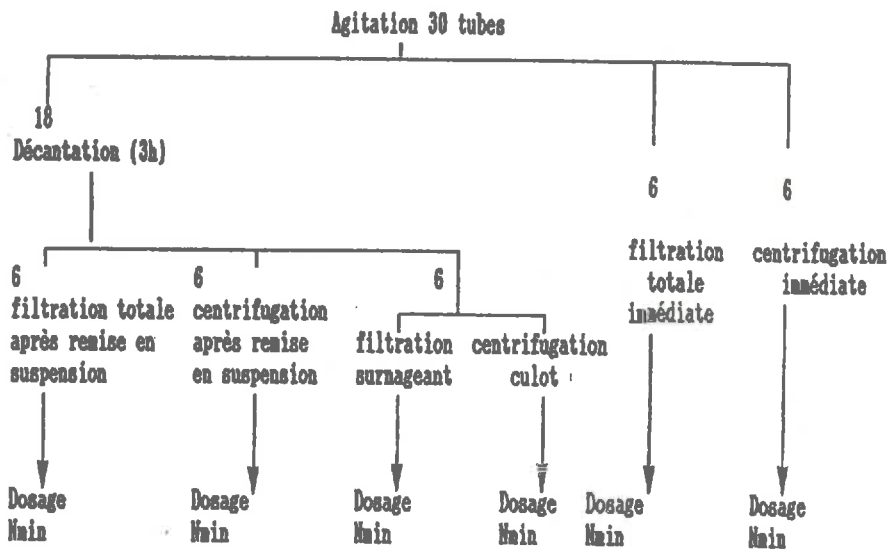 Agitation 30 tubes
18
Décantation (3h)
6
filtration totale
après remise en
suspension
6
centrifugation
après remise
en suspension
6
filtration
surnageant
centrifugation
culot
6
filtration
totale
immédiate
6
centrifugation
immédiate
Dosage
Nmin
Dosage
Nmin
Dosage
Nmin
Dosage
Nmin
Dosage
Nmin
Dosage
Nmin